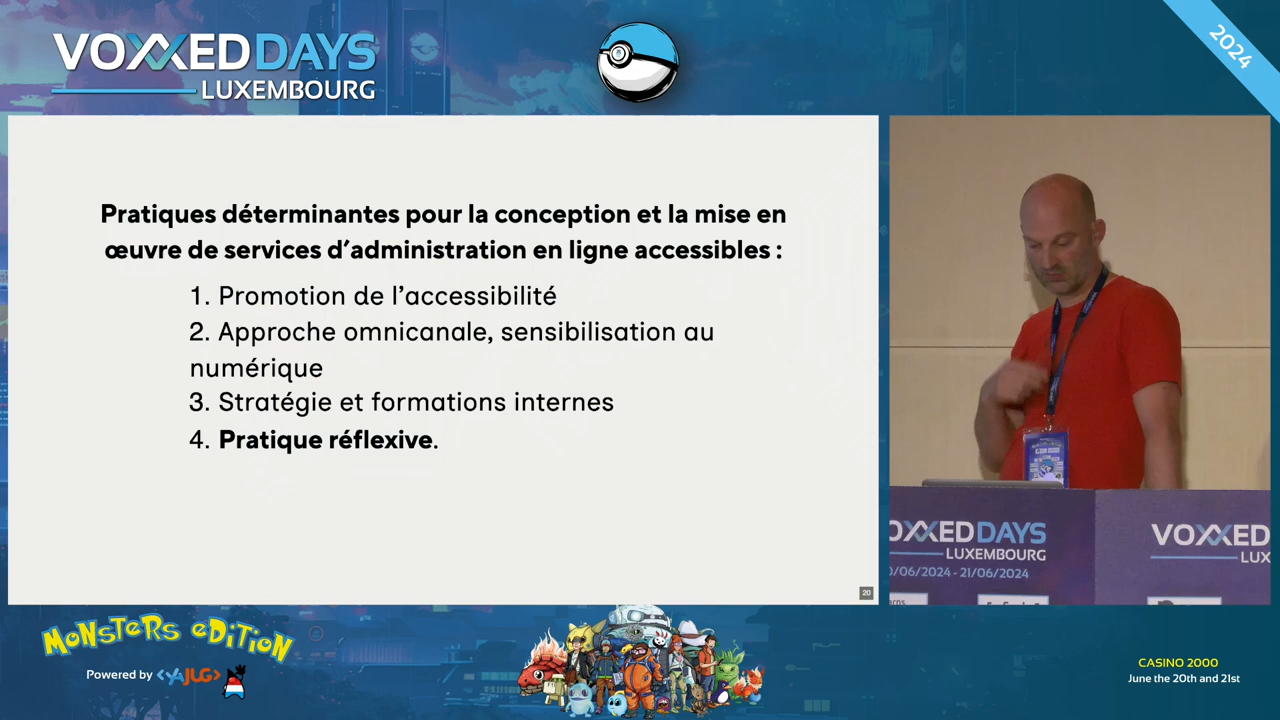 VOXXED DAYS
LUXEMBOURG
2024
Pratiques déterminantes pour la conception et la mise en
œuvre de services d’administration en ligne accessibles :
1. Promotion de l’accessibilité
2. Approche omnicanale, sensibilisation au
numérique
3. Stratégie et formations internes
4. Pratique réflexive.
20
VOXXED DAYS
LUXEMBOURG
0/06/2024 - 21/06/2024
VOXXED
LUX
MONSTERS EDITION
Powered by <YAJUG>
CASINO 2000
June the 20th and 21st